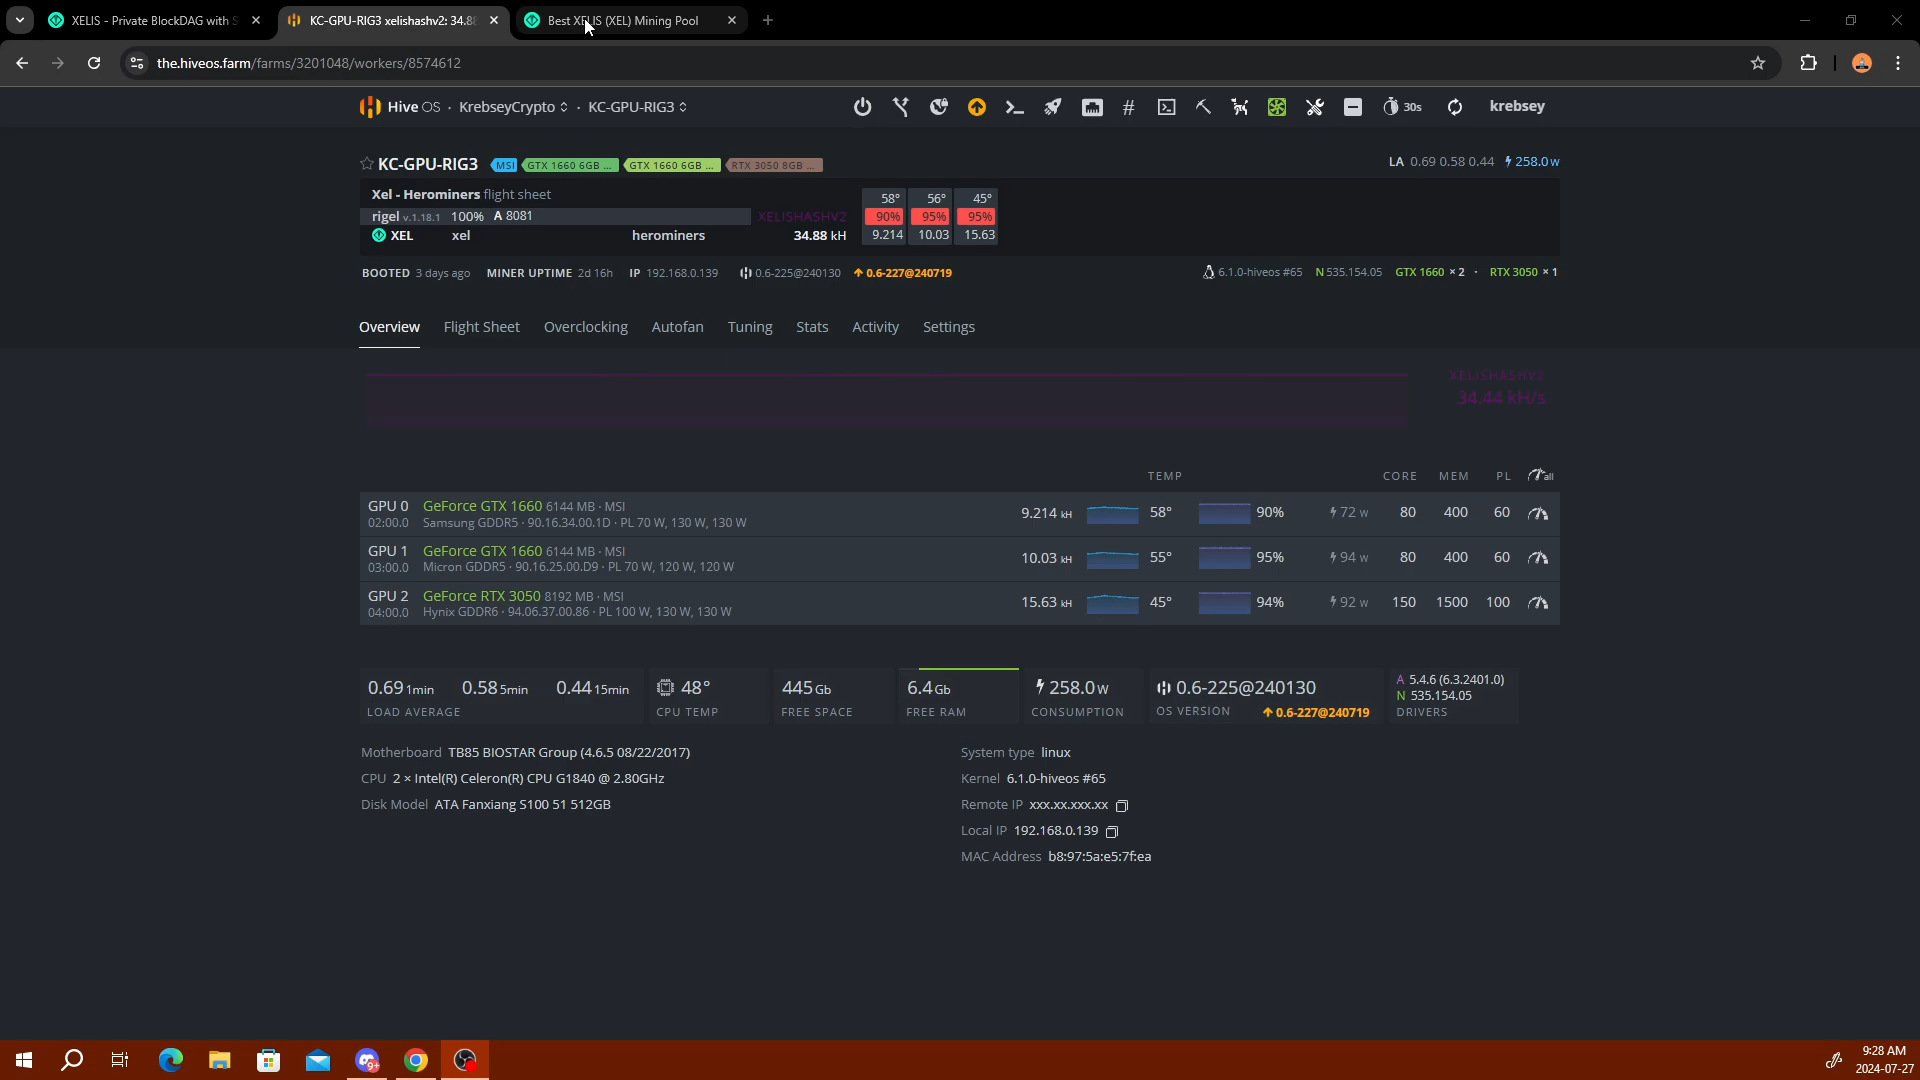 XELIS - Private BlockDAG with S
KC-GPU-RIG3 xelishashv2: 34.88
Best XELIS (XEL) Mining Pool
the.hiveos.farm/farms/3201048/workers/8574612
Hive OS · KrebseyCrypto · KC-GPU-RIG3
30s
krebsey
KC-GPU-RIG3 MSI GTX 1660 6GB ... GTX 1660 6GB ... RTX 3050 8GB ...
LA 0.69 0.58 0.44 258.0 w
Xel - Herominers flight sheet
58° 56° 45°
rigel v.1.18.1 100% A 8081 XELISHASHV2 90% 95% 95%
XEL xel herominers 34.88 kH 9.214 10.03 15.63
BOOTED 3 days ago MINER UPTIME 2d 16h IP 192.168.0.139 0.6-225@240130 0.6-227@240719
6.1.0-hiveos #65 N 535.154.05 GTX 1660 × 2 · RTX 3050 × 1
Overview Flight Sheet Overclocking Autofan Tuning Stats Activity Settings
XELISHASHV2
34.44 kH/s
TEMP CORE MEM PL all
GPU 0 GeForce GTX 1660 6144 MB · MSI
02:00.0 Samsung GDDR5 · 90.16.34.00.1D · PL 70 W, 130 W, 130 W
9.214 kH 58° 90% 72 w 80 400 60
GPU 1 GeForce GTX 1660 6144 MB · MSI
03:00.0 Micron GDDR5 · 90.16.25.00.D9 · PL 70 W, 120 W, 120 W
10.03 kH 55° 95% 94 w 80 400 60
GPU 2 GeForce RTX 3050 8192 MB · MSI
04:00.0 Hynix GDDR6 · 94.06.37.00.86 · PL 100 W, 130 W, 130 W
15.63 kH 45° 94% 92 w 150 1500 100
0.69 1min 0.58 5min 0.44 15min
LOAD AVERAGE
48°
CPU TEMP
445 Gb
FREE SPACE
6.4 Gb
FREE RAM
258.0 w
CONSUMPTION
0.6-225@240130
OS VERSION 0.6-227@240719
A 5.4.6 (6.3.2401.0)
N 535.154.05
DRIVERS
Motherboard TB85 BIOSTAR Group (4.6.5 08/22/2017)
CPU 2 × Intel(R) Celeron(R) CPU G1840 @ 2.80GHz
Disk Model ATA Fanxiang S100 51 512GB
System type linux
Kernel 6.1.0-hiveos #65
Remote IP xxx.xx.xxx.xx
Local IP 192.168.0.139
MAC Address b8:97:5a:e5:7f:ea
9+
9:28 AM
2024-07-27